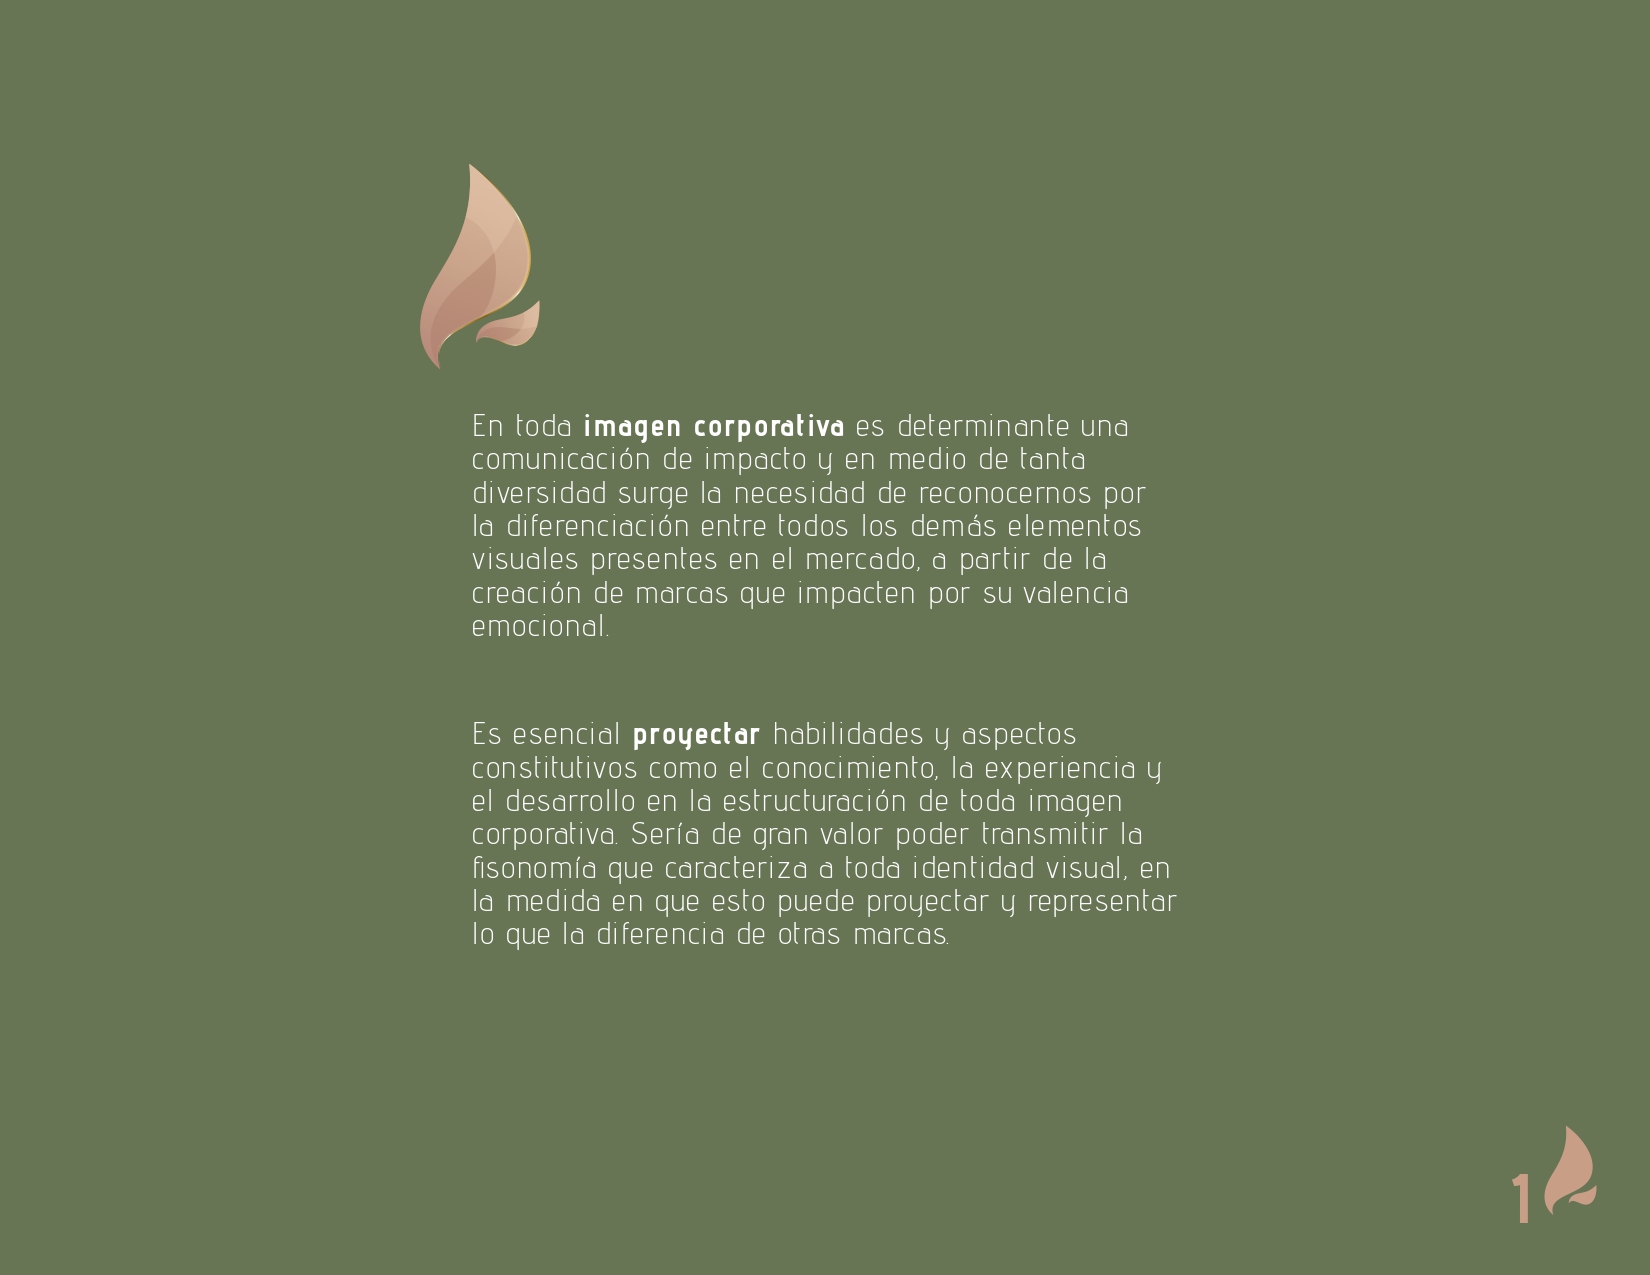 En toda imagen corporativa es determinante una
comunicación de impacto y en medio de tanta
diversidad surge la necesidad de reconocernos por
la diferenciación entre todos los demás elementos
visuales presentes en el mercado, a partir de la
creación de marcas que impacten por su valencia
emocional.
Es esencial proyectar habilidades y aspectos
constitutivos como el conocimiento, la experiencia y
el desarrollo en la estructuración de toda imagen
corporativa. Sería de gran valor poder transmitir la
fisonomía que caracteriza a toda identidad visual, en
la medida en que esto puede proyectar y representar
lo que la diferencia de otras marcas.
1